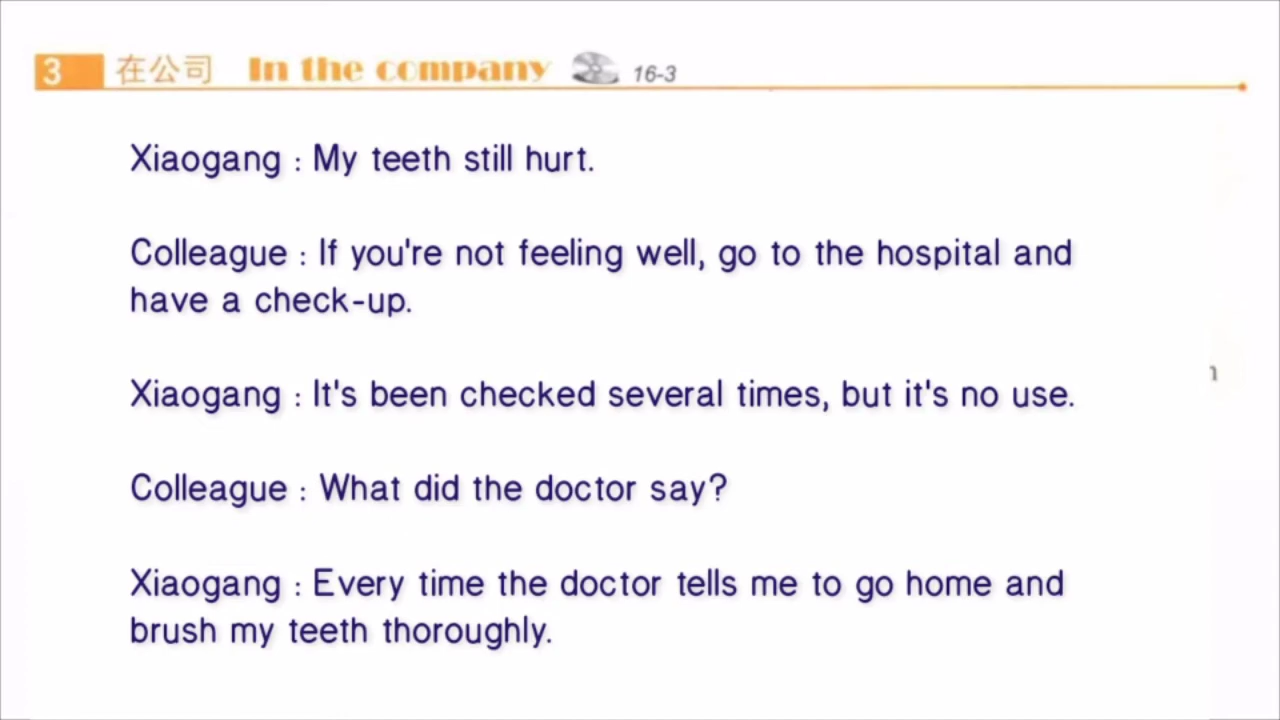 3 在公司 In the company 16-3
Xiaogang : My teeth still hurt.
Colleague : If you're not feeling well, go to the hospital and
have a check-up.
Xiaogang : It's been checked several times, but it's no use.
Colleague : What did the doctor say?
Xiaogang : Every time the doctor tells me to go home and
brush my teeth thoroughly.